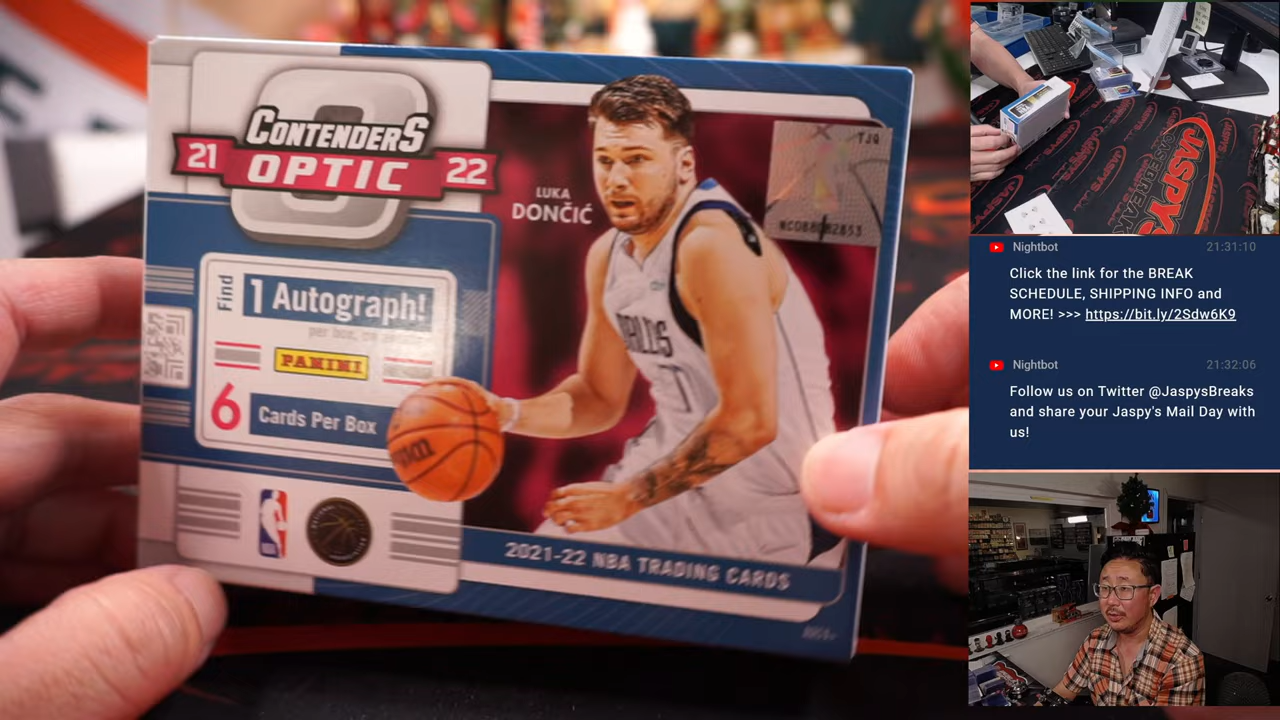 CONTENDERS
21 OPTIC 22
LUKA
DONČIĆ
TJQ
Find
1 Autograph!
PANINI
6 Cards Per Box
2021-22 NBA TRADING CARDS
JASPYS
Nightbot 21:31:10
Click the link for the BREAK
SCHEDULE, SHIPPING INFO and
MORE! >>> https://bit.ly/2Sdw6K9
Nightbot 21:32:06
Follow us on Twitter @JaspysBreaks
and share your Jaspy's Mail Day with
us!